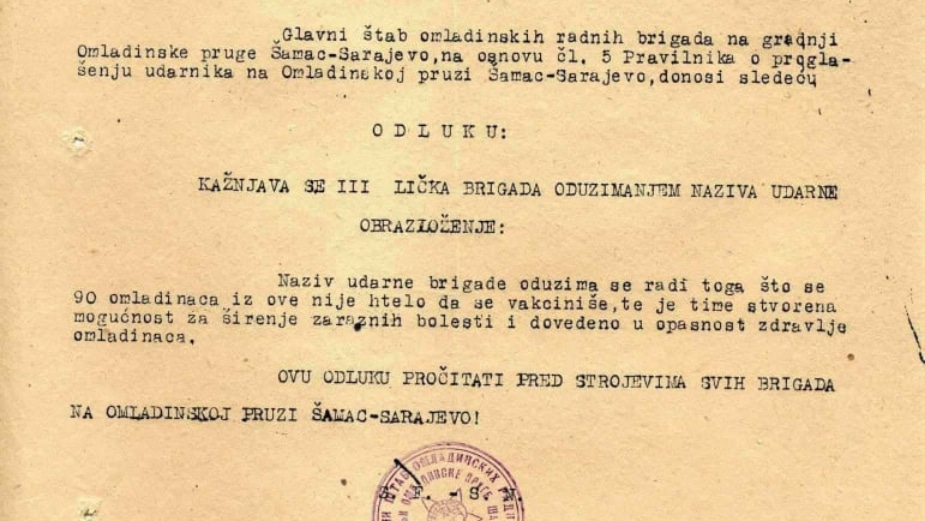 Glavni štab omladinskih radnih brigada na gradnji
Omladinske pruge Šamac-Sarajevo, na osnovu čl. 5 Pravilnika o progla-
šenju udarnika na Omladinskoj pruzi Šamac-Sarajevo, donosi sledeću
O D L U K U :
KAŽNJAVA SE III LIČKA BRIGADA ODUZIMANJEM NAZIVA UDARNE
OBRAZLOŽENJE:
Naziv udarne brigade oduzima se radi toga što se
90 omladinaca iz ove nije htelo da se vakciniše, te je time stvorena
mogućnost za širenje zaraznih bolesti i dovedeno u opasnost zdravlje
omladinaca.
OVU ODLUKU PROČITATI PRED STROJEVIMA SVIH BRIGADA
NA OMLADINSKOJ PRUZI ŠAMAC-SARAJEVO!
ШТАБ ОМЛАДИНСКИХ
ОМЛАДИНСКЕ ПРУГЕ